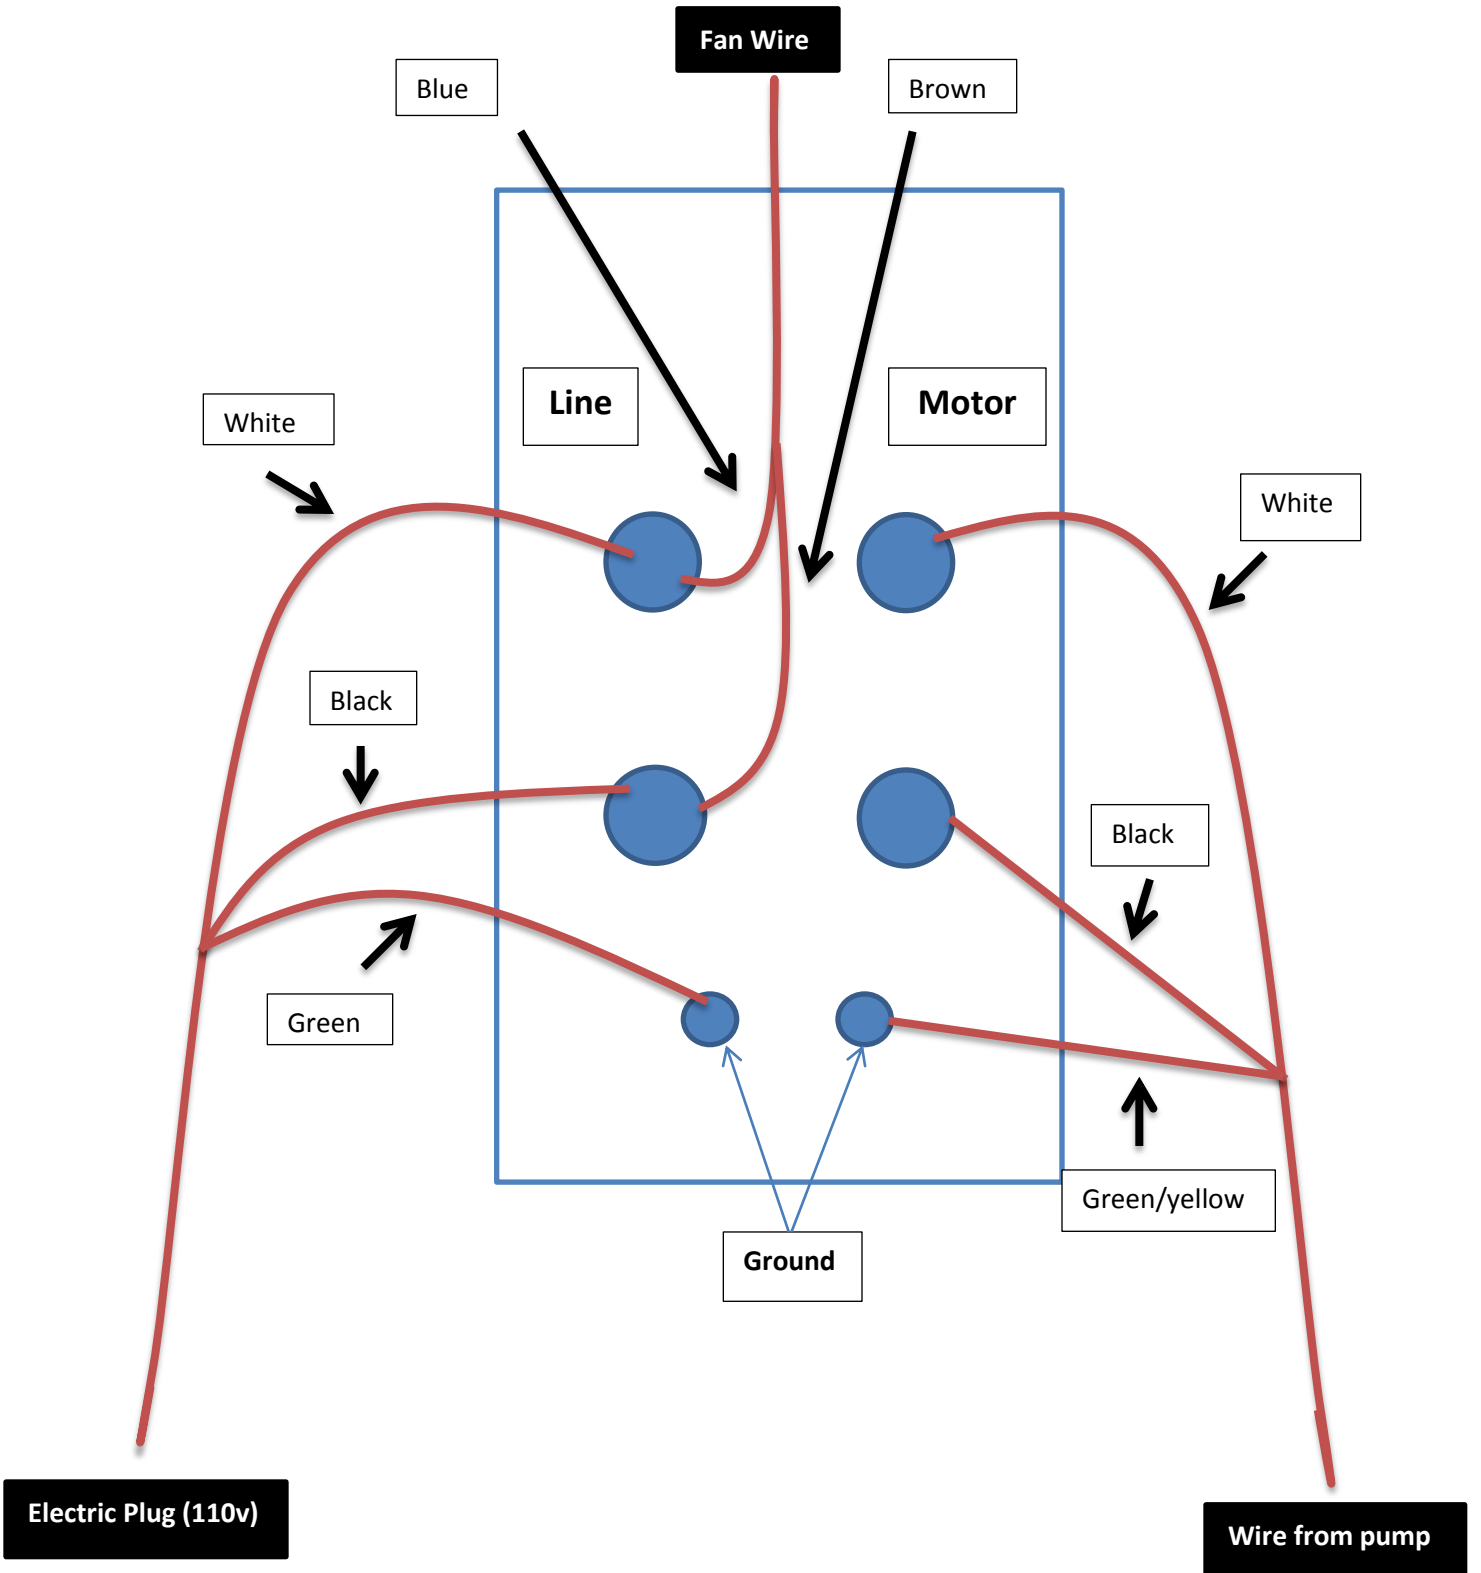 Fan Wire
Blue
Brown
Line
Motor
White
White
Black
Black
Green
Green/yellow
Ground
Electric Plug (110v)
Wire from pump